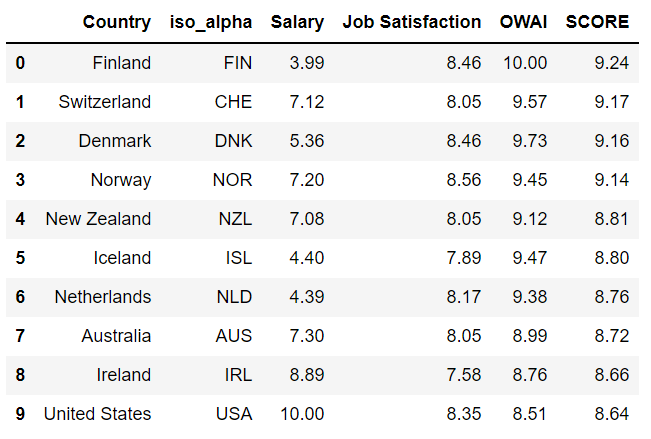 Country iso_alpha Salary Job Satisfaction OWAI SCORE
0 Finland FIN 3.99 8.46 10.00 9.24
1 Switzerland CHE 7.12 8.05 9.57 9.17
2 Denmark DNK 5.36 8.46 9.73 9.16
3 Norway NOR 7.20 8.56 9.45 9.14
4 New Zealand NZL 7.08 8.05 9.12 8.81
5 Iceland ISL 4.40 7.89 9.47 8.80
6 Netherlands NLD 4.39 8.17 9.38 8.76
7 Australia AUS 7.30 8.05 8.99 8.72
8 Ireland IRL 8.89 7.58 8.76 8.66
9 United States USA 10.00 8.35 8.51 8.64